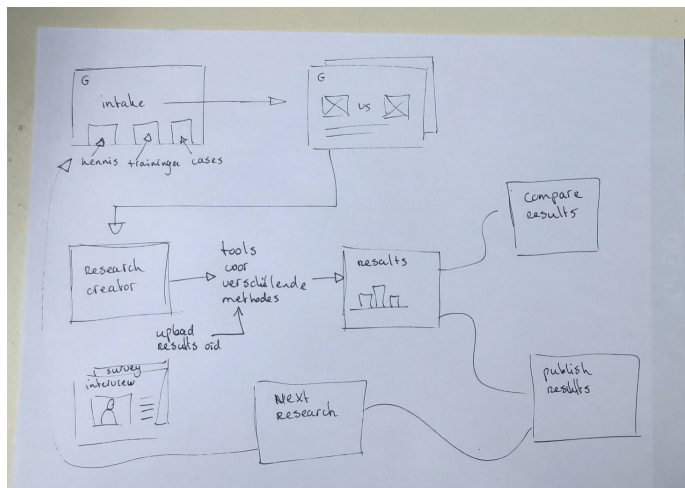 G
intake
kennis trainingen cases
G
vs
Research
creator
tools
voor
verschillende
methodes
upload
results oid
results
compare
results
survey
interview
Next
Research
publish
results